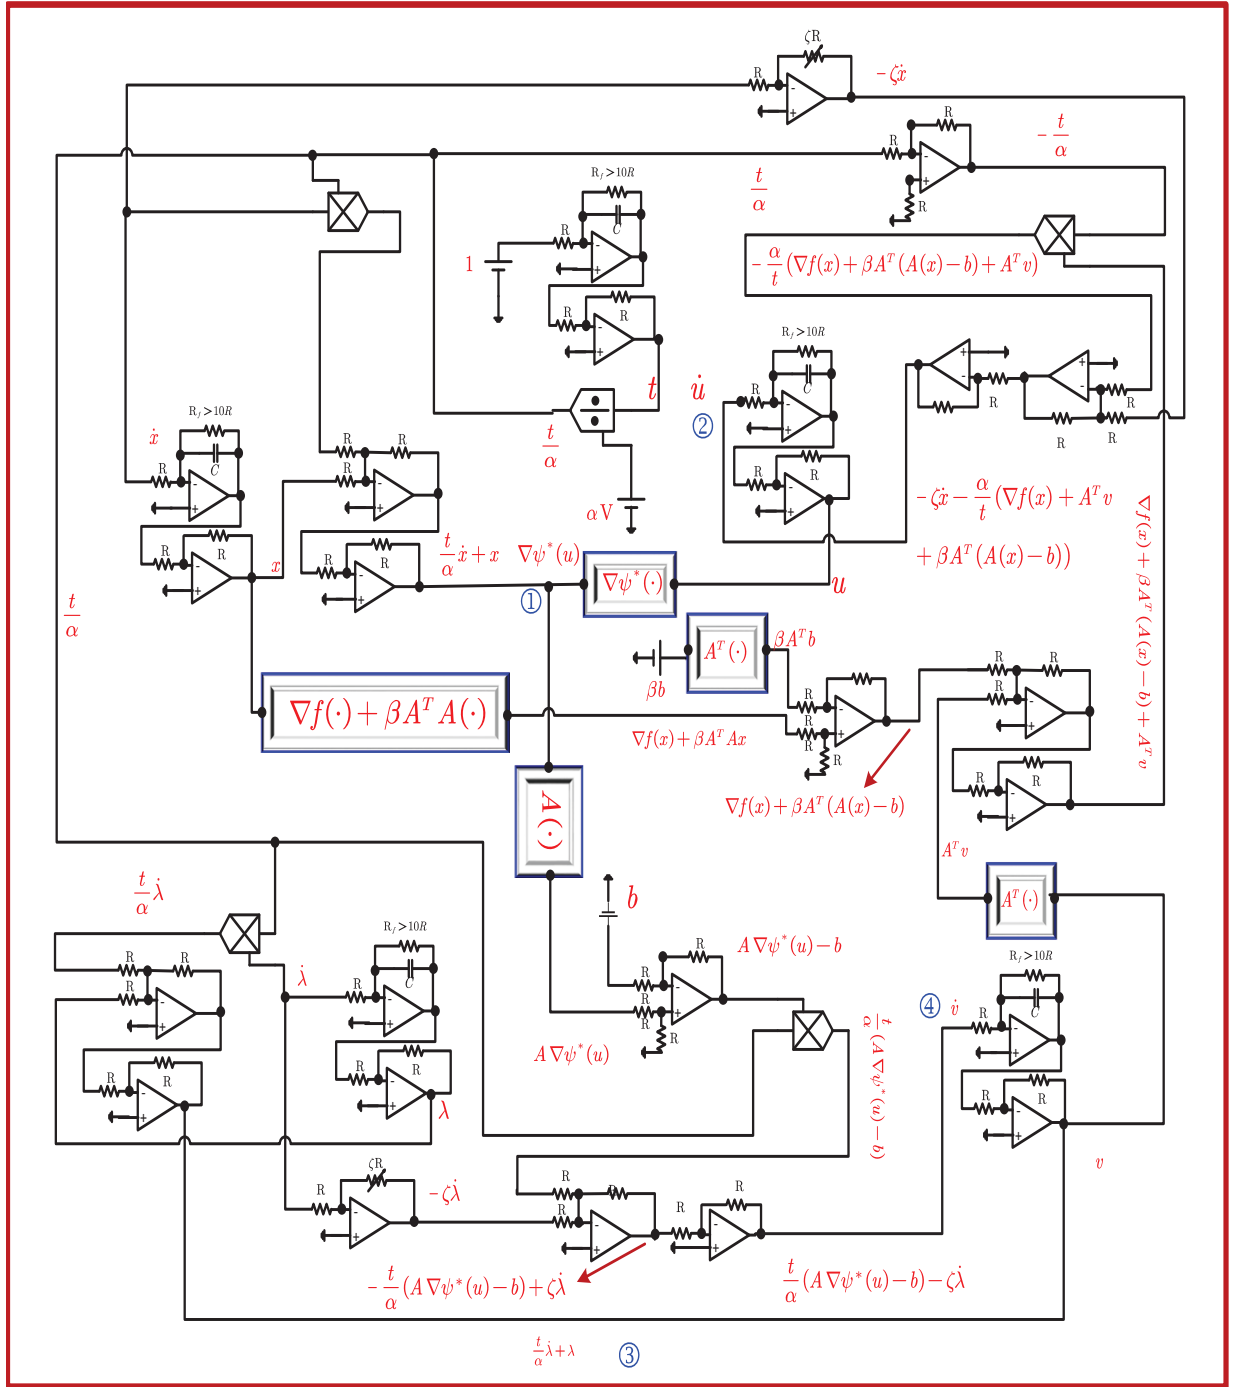 ζR
R
-ζẋ
R
R
-t/α
t/α
R
R_f>10R
C
R
1
-α/t(∇f(x)+βA^T(A(x)-b)+A^T v)
R
R
t
÷
t/α
αV
u̇
②
R_f>10R
R
C
R
R
u
R
R
R
R
R
-ζẋ-α/t(∇f(x)+A^T v
+βA^T(A(x)-b))
∇f(x)+βA^T(A(x)-b)+A^T v
ẋ
R_f>10R
R
C
R
R
x
R
R
R
R
R
t/α ẋ+x
∇ψ*(u)
①
∇ψ*(·)
t/α
A^T(·)
βA^T b
βb
∇f(·)+βA^T A(·)
∇f(x)+βA^T Ax
R
R
R
∇f(x)+βA^T(A(x)-b)
R
R
R
R
R
A^T v
A^T(·)
A(·)
b
t/α λ̇
λ̇
R
R
R
R
R
R_f>10R
R
C
R
R
λ
A∇ψ*(u)-b
R
R
R
R
R
A∇ψ*(u)
t/α(A∇ψ*(u)-b)
④
v̇
R_f>10R
R
C
R
R
v
ζR
R
-ζλ̇
R
R
R
R
R
-t/α(A∇ψ*(u)-b)+ζλ̇
t/α(A∇ψ*(u)-b)-ζλ̇
t/α λ̇+λ
③